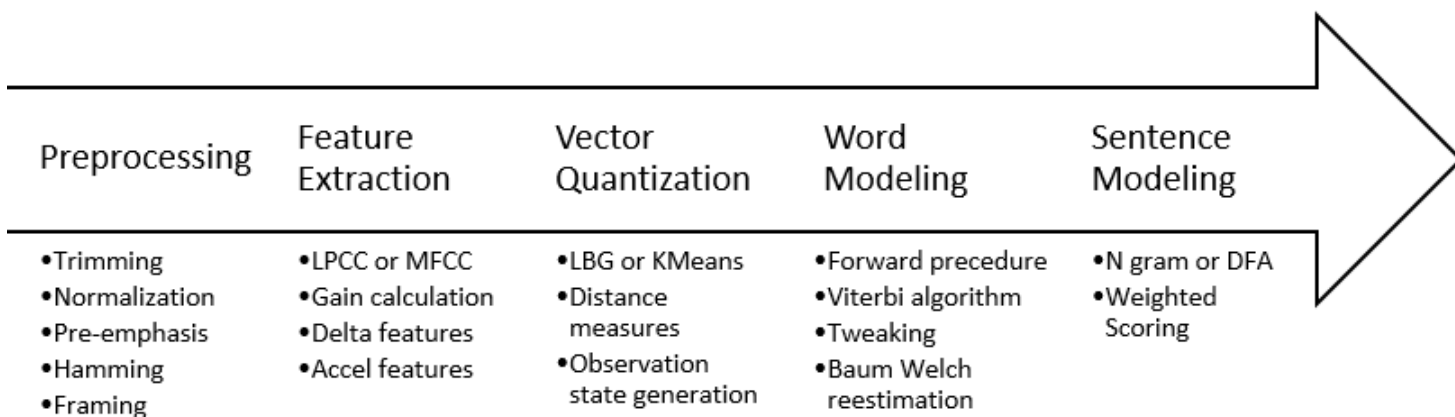 Preprocessing
Feature
Extraction
Vector
Quantization
Word
Modeling
Sentence
Modeling
•Trimming
•Normalization
•Pre-emphasis
•Hamming
•Framing
•LPCC or MFCC
•Gain calculation
•Delta features
•Accel features
•LBG or KMeans
•Distance
measures
•Observation
state generation
•Forward precedure
•Viterbi algorithm
•Tweaking
•Baum Welch
reestimation
•N gram or DFA
•Weighted
Scoring